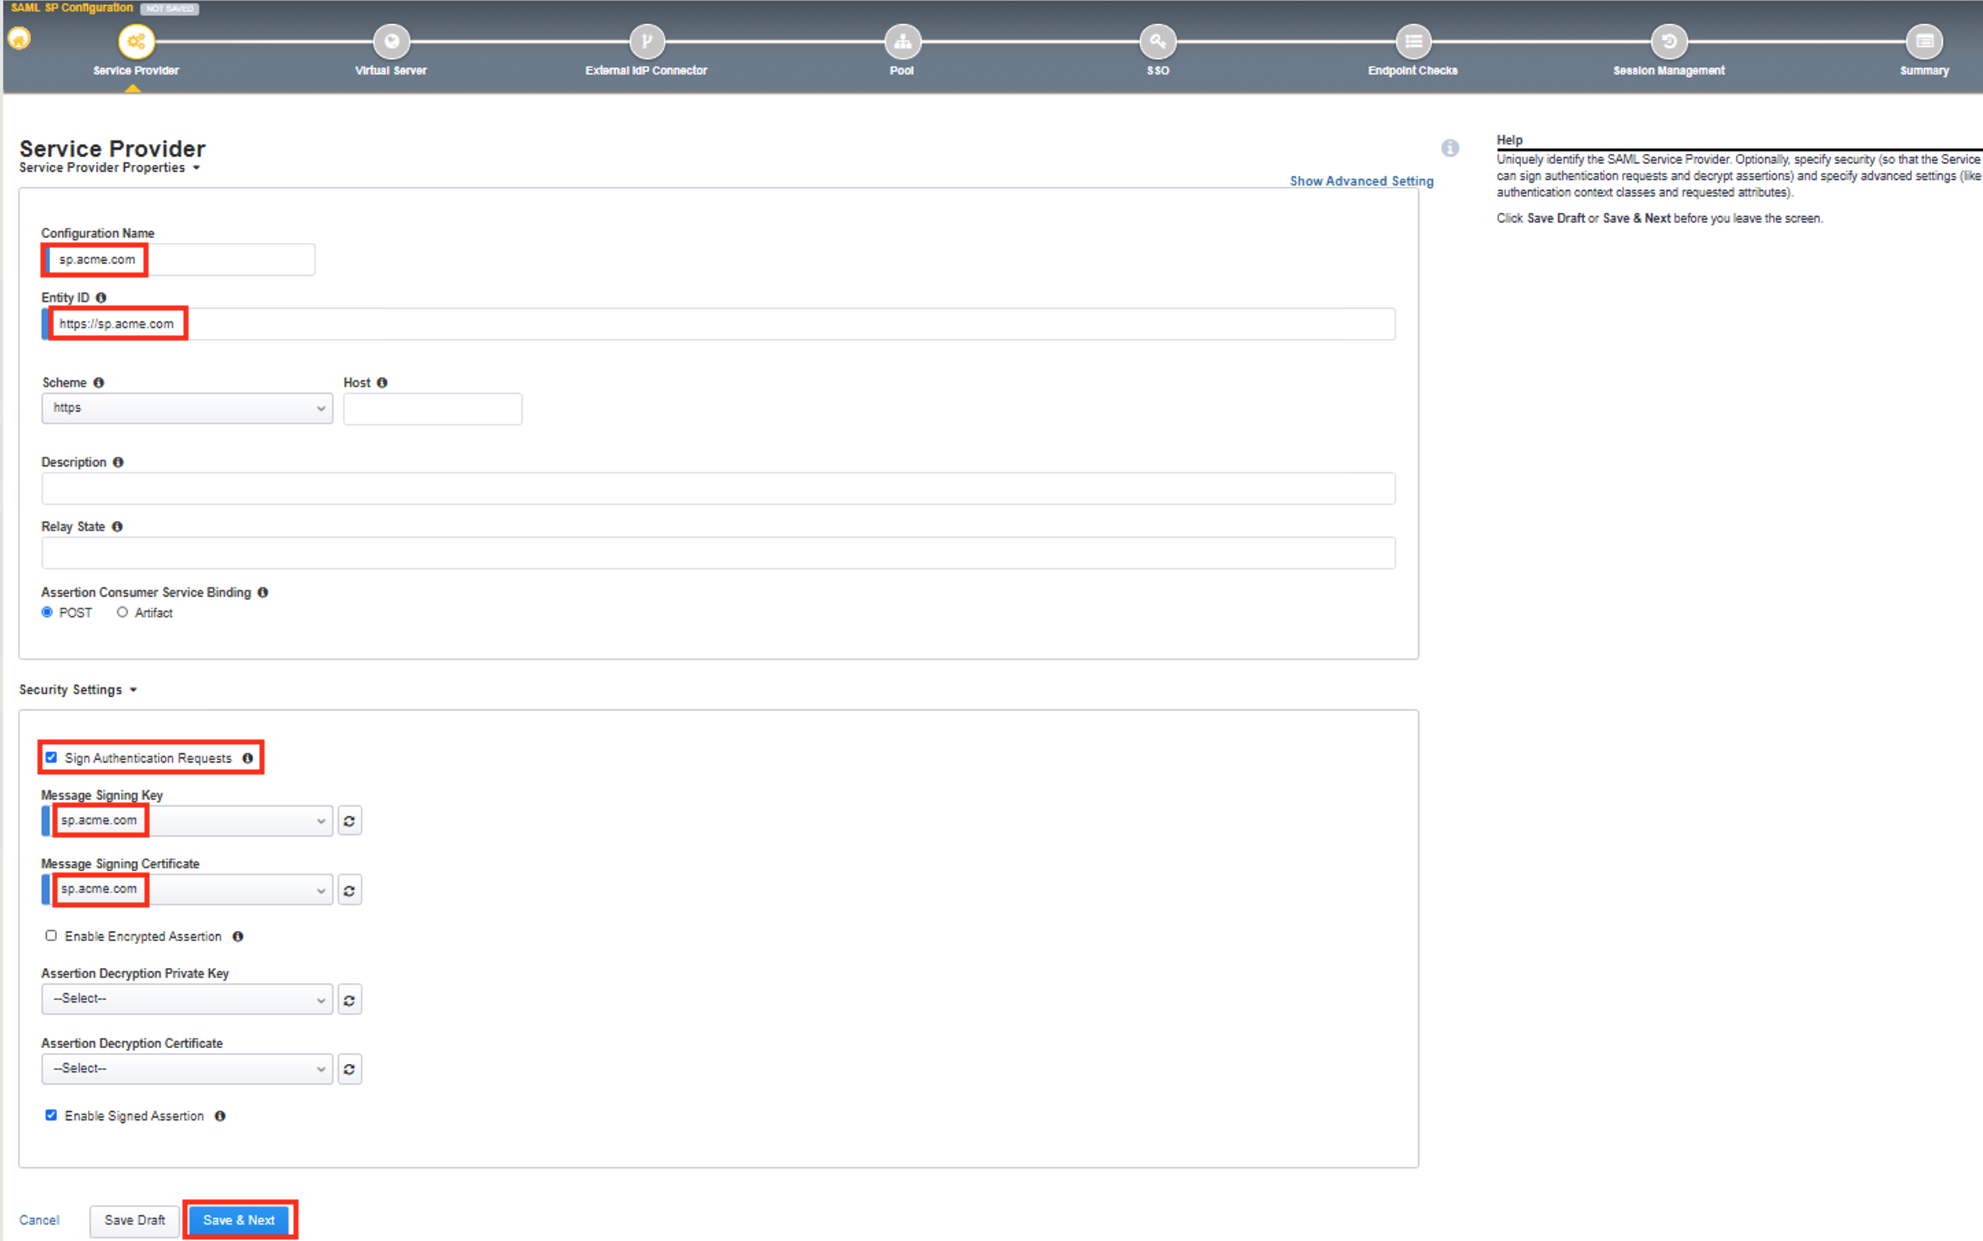 SAML SP Configuration NOT SAVED
Service Provider
Virtual Server
External IdP Connector
Pool
SSO
Endpoint Checks
Session Management
Summary
Service Provider
Service Provider Properties
Show Advanced Setting
Configuration Name
sp.acme.com
Entity ID
https://sp.acme.com
Scheme
Host
https
Description
Relay State
Assertion Consumer Service Binding
POST Artifact
Security Settings
Sign Authentication Requests
Message Signing Key
sp.acme.com
Message Signing Certificate
sp.acme.com
Enable Encrypted Assertion
Assertion Decryption Private Key
--Select--
Assertion Decryption Certificate
--Select--
Enable Signed Assertion
Cancel
Save Draft
Save & Next
Help
Uniquely identify the SAML Service Provider. Optionally, specify security (so that the Service
can sign authentication requests and decrypt assertions) and specify advanced settings (like
authentication context classes and requested attributes).
Click Save Draft or Save & Next before you leave the screen.